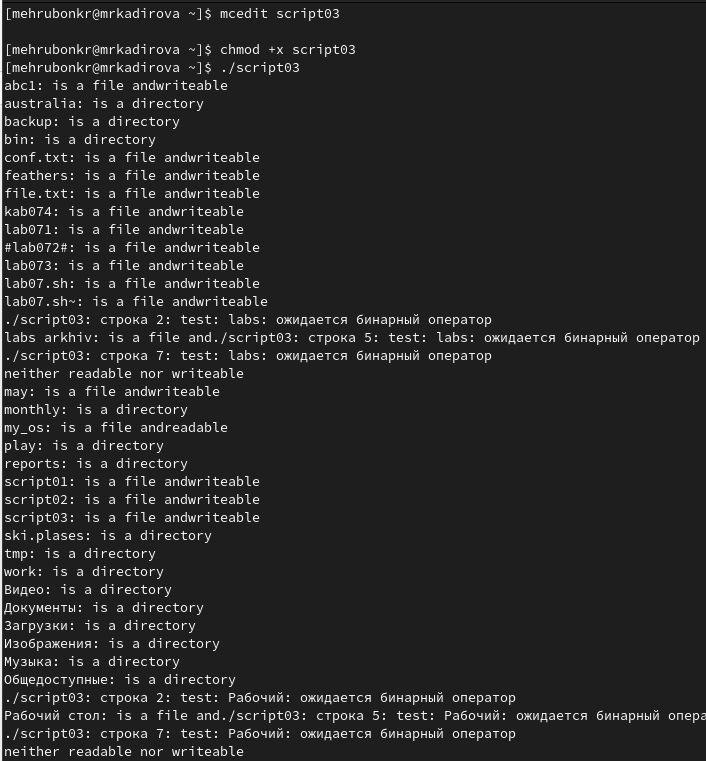 [mehrubonkr@mrkadirova ~]$ mcedit script03
[mehrubonkr@mrkadirova ~]$ chmod +x script03
[mehrubonkr@mrkadirova ~]$ ./script03
abc1: is a file andwriteable
australia: is a directory
backup: is a directory
bin: is a directory
conf.txt: is a file andwriteable
feathers: is a file andwriteable
file.txt: is a file andwriteable
kab074: is a file andwriteable
lab071: is a file andwriteable
#lab072#: is a file andwriteable
lab073: is a file andwriteable
lab07.sh: is a file andwriteable
lab07.sh~: is a file andwriteable
./script03: строка 2: test: labs: ожидается бинарный оператор
labs arkhiv: is a file and./script03: строка 5: test: labs: ожидается бинарный оператор
./script03: строка 7: test: labs: ожидается бинарный оператор
neither readable nor writeable
may: is a file andwriteable
monthly: is a directory
my_os: is a file andreadable
play: is a directory
reports: is a directory
script01: is a file andwriteable
script02: is a file andwriteable
script03: is a file andwriteable
ski.plases: is a directory
tmp: is a directory
work: is a directory
Видео: is a directory
Документы: is a directory
Загрузки: is a directory
Изображения: is a directory
Музыка: is a directory
Общедоступные: is a directory
./script03: строка 2: test: Рабочий: ожидается бинарный оператор
Рабочий стол: is a file and./script03: строка 5: test: Рабочий: ожидается бинарный опера
./script03: строка 7: test: Рабочий: ожидается бинарный оператор
neither readable nor writeable